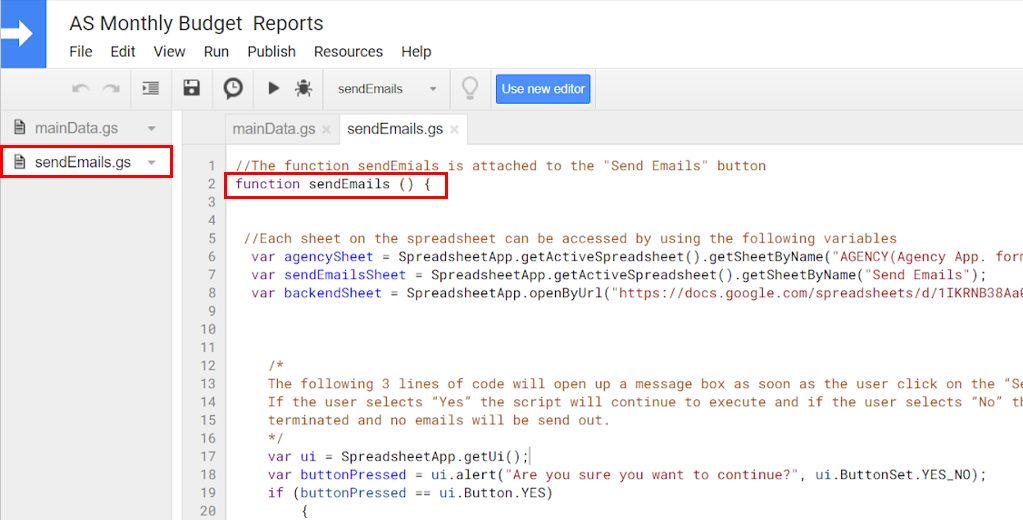 AS Monthly Budget  Reports
File Edit View Run Publish Resources Help
sendEmails Use new editor
mainData.gs
sendEmails.gs
mainData.gs × sendEmails.gs ×
1 //The function sendEmials is attached to the "Send Emails" button
2 function sendEmails () {
3
4
5 //Each sheet on the spreadsheet can be accessed by using the following variables
6 var agencySheet = SpreadsheetApp.getActiveSpreadsheet().getSheetByName("AGENCY(Agency App. form
7 var sendEmailsSheet = SpreadsheetApp.getActiveSpreadsheet().getSheetByName("Send Emails");
8 var backendSheet = SpreadsheetApp.openByUrl("https://docs.google.com/spreadsheets/d/1IKRNB38Aa
9
10
11
12 /*
13 The following 3 lines of code will open up a message box as soon as the user click on the “Se
14 If the user selects “Yes” the script will continue to execute and if the user selects “No” th
15 terminated and no emails will be send out.
16 */
17 var ui = SpreadsheetApp.getUi();
18 var buttonPressed = ui.alert("Are you sure you want to continue?", ui.ButtonSet.YES_NO);
19 if (buttonPressed == ui.Button.YES)
20 {